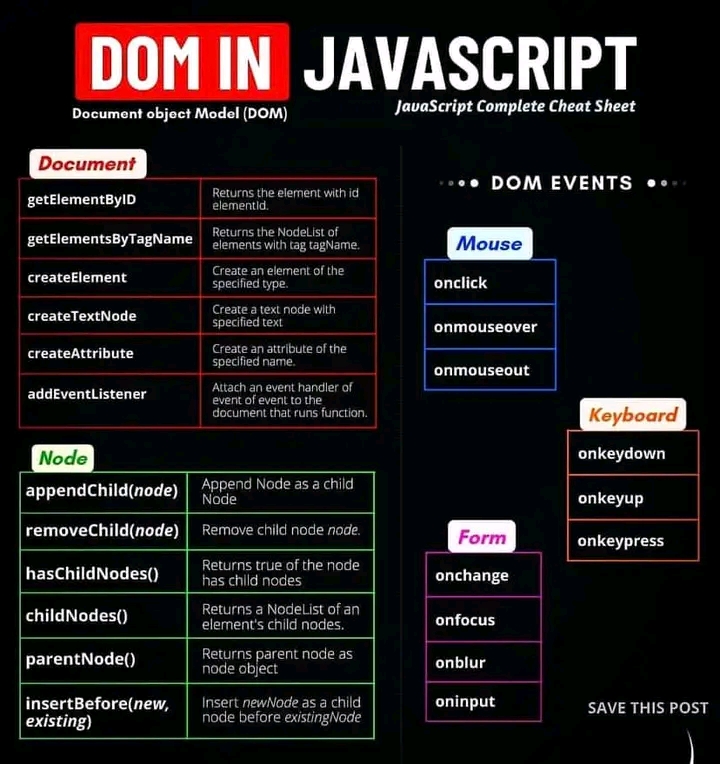 DOM IN JAVASCRIPT
Document object Model (DOM)
JavaScript Complete Cheat Sheet
Document
getElementByID
Returns the element with id
elementId.
getElementsByTagName
Returns the NodeList of
elements with tag tagName.
createElement
Create an element of the
specified type.
createTextNode
Create a text node with
specified text
createAttribute
Create an attribute of the
specified name.
addEventListener
Attach an event handler of
event of event to the
document that runs function.
Node
appendChild(node)
Append Node as a child
Node
removeChild(node)
Remove child node node.
hasChildNodes()
Returns true of the node
has child nodes
childNodes()
Returns a NodeList of an
element's child nodes.
parentNode()
Returns parent node as
node object
insertBefore(new,
existing)
Insert newNode as a child
node before existingNode
DOM EVENTS
Mouse
onclick
onmouseover
onmouseout
Keyboard
onkeydown
onkeyup
onkeypress
Form
onchange
onfocus
onblur
oninput
SAVE THIS POST